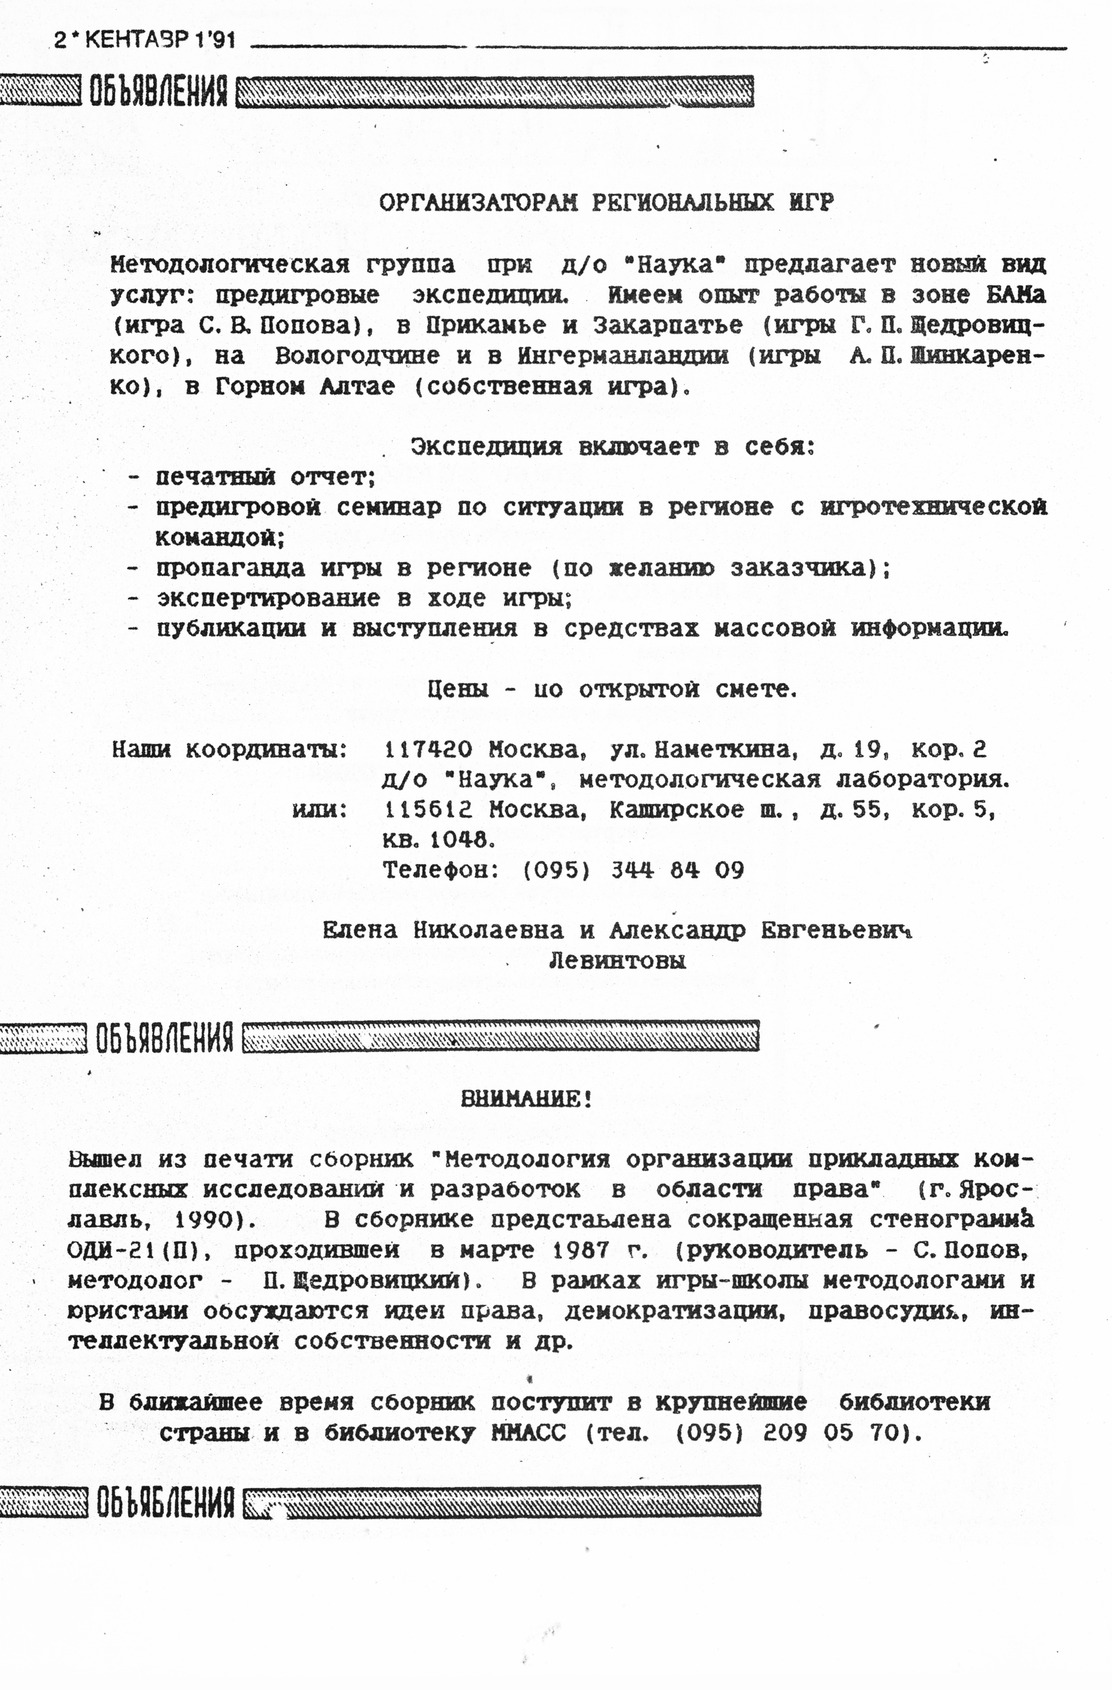 2 * КЕНТАВР 1'91
ОБЪЯВЛЕНИЯ
ОРГАНИЗАТОРАМ РЕГИОНАЛЬНЫХ ИГР
Методологическая группа при д/о "Наука" предлагает новый вид
услуг: предигровые экспедиции. Имеем опыт работы в зоне БАМа
(игра С.В.Попова), в Прикамье и Закарпатье (игры Г.П.Щедровиц-
кого), на Вологодчине и в Ингерманландии (игры А.П.Шинкарен-
ко), в Горном Алтае (собственная игра).
Экспедиция включает в себя:
- печатный отчет;
- предигровой семинар по ситуации в регионе с игротехнической
командой;
- пропаганда игры в регионе (по желанию заказчика);
- экспертирование в ходе игры;
- публикации и выступления в средствах массовой информации.
Цены - по открытой смете.
Наши координаты: 117420 Москва, ул.Наметкина, д.19, кор.2
д/о "Наука", методологическая лаборатория.
или: 115612 Москва, Каширское ш., д.55, кор.5,
кв.1048.
Телефон: (095) 344 84 09
Елена Николаевна и Александр Евгеньевич
Левинтовы
ОБЪЯВЛЕНИЯ
ВНИМАНИЕ!
Вышел из печати сборник "Методология организации прикладных ком-
плексных исследований и разработок в области права" (г.Ярос-
лавль, 1990). В сборнике представлена сокращенная стенограмма
ОДИ-21(П), проходившей в марте 1987 г. (руководитель - С.Попов,
методолог - П.Щедровицкий). В рамках игры-школы методологами и
юристами обсуждаются идеи права, демократизации, правосудия, ин-
теллектуальной собственности и др.
В ближайшее время сборник поступит в крупнейшие библиотеки
страны и в библиотеку ММАСС (тел. (095) 209 05 70).
ОБЪЯБЛЕНИЯ